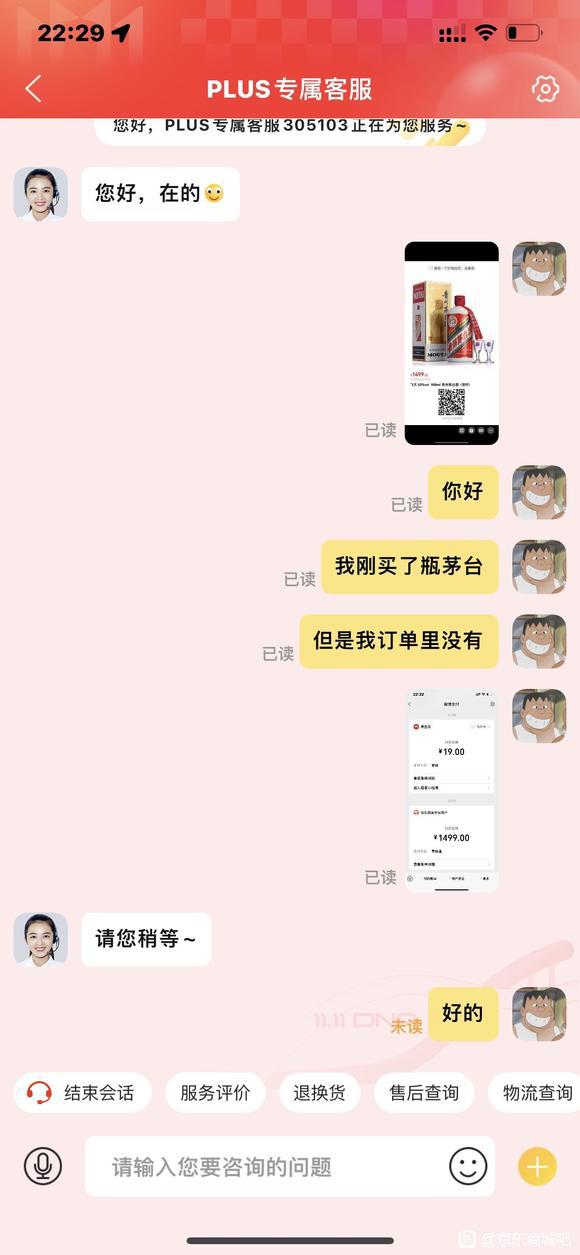 22:29
PLUS专属客服
您好，PLUS专属客服305103正在为您服务~
您好，在的
MOUTAI
¥1499
已读
你好
已读
我刚买了瓶茅台
已读
但是我订单里没有
已读
22:22
¥19.00
¥1499.00
已读
请您稍等~
11.11
好的
未读
结束会话
服务评价
退换货
售后查询
物流查询
请输入您要咨询的问题
@京东商城吧